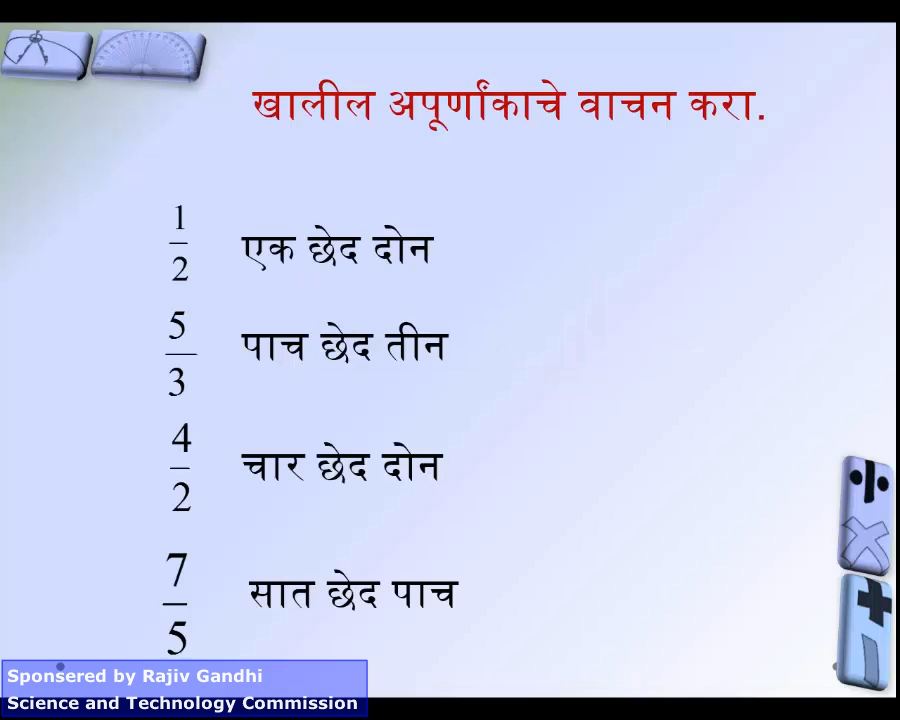 खालील अपूर्णांकाचे वाचन करा.
1/2 एक छेद दोन
5/3 पाच छेद तीन
4/2 चार छेद दोन
7/5 सात छेद पाच
Sponsered by Rajiv Gandhi
Science and Technology Commission